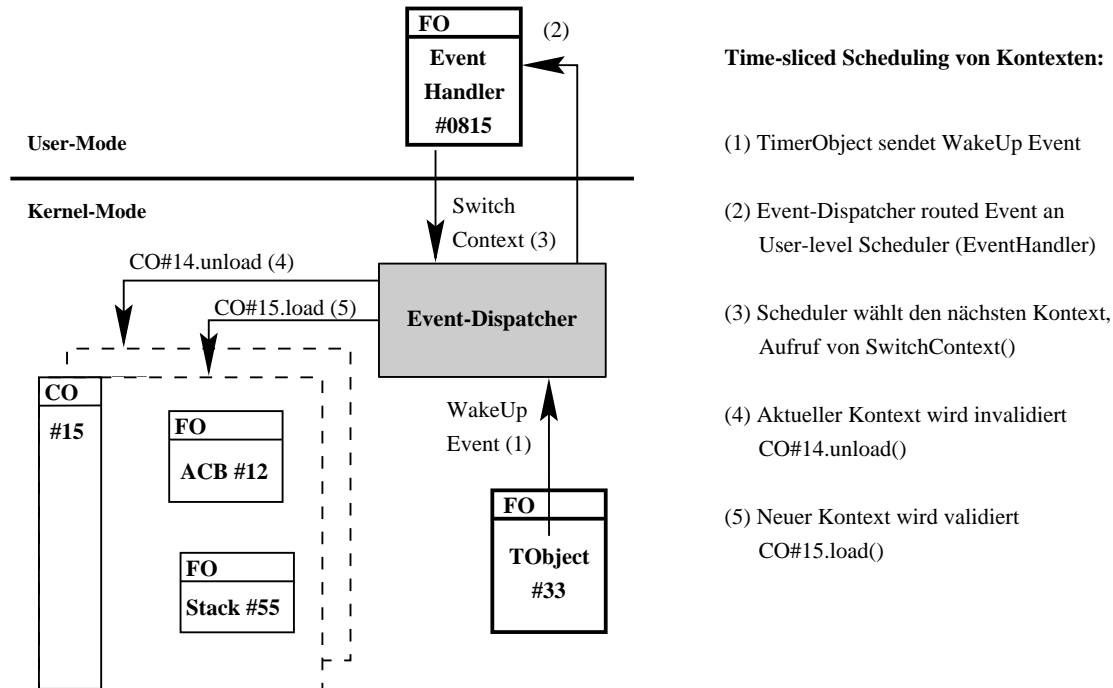 FO
(2)
Event
Handler
#0815
User-Mode
Kernel-Mode
Switch
Context (3)
CO#14.unload (4)
CO#15.load (5)
Event-Dispatcher
CO
#15
FO
ACB #12
FO
Stack #55
WakeUp
Event (1)
FO
TObject
#33
Time-sliced Scheduling von Kontexten:
(1) TimerObject sendet WakeUp Event
(2) Event-Dispatcher routed Event an
User-level Scheduler (EventHandler)
(3) Scheduler wählt den nächsten Kontext,
Aufruf von SwitchContext()
(4) Aktueller Kontext wird invalidiert
CO#14.unload()
(5) Neuer Kontext wird validiert
CO#15.load()